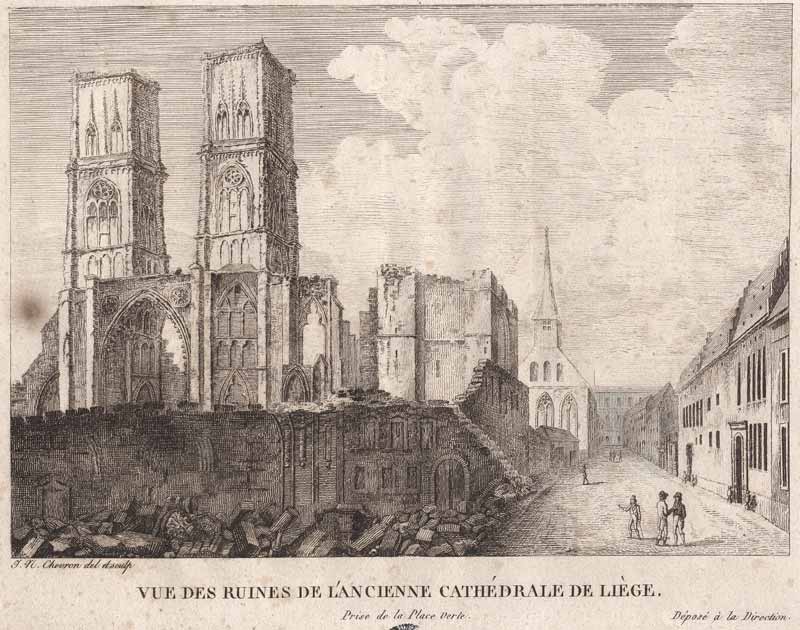 J. N. Chevron del et sculp
VUE DES RUINES DE L'ANCIENNE CATHÉDRALE DE LIÈGE.
Prise de la Place verte.
Déposé à la Direction.